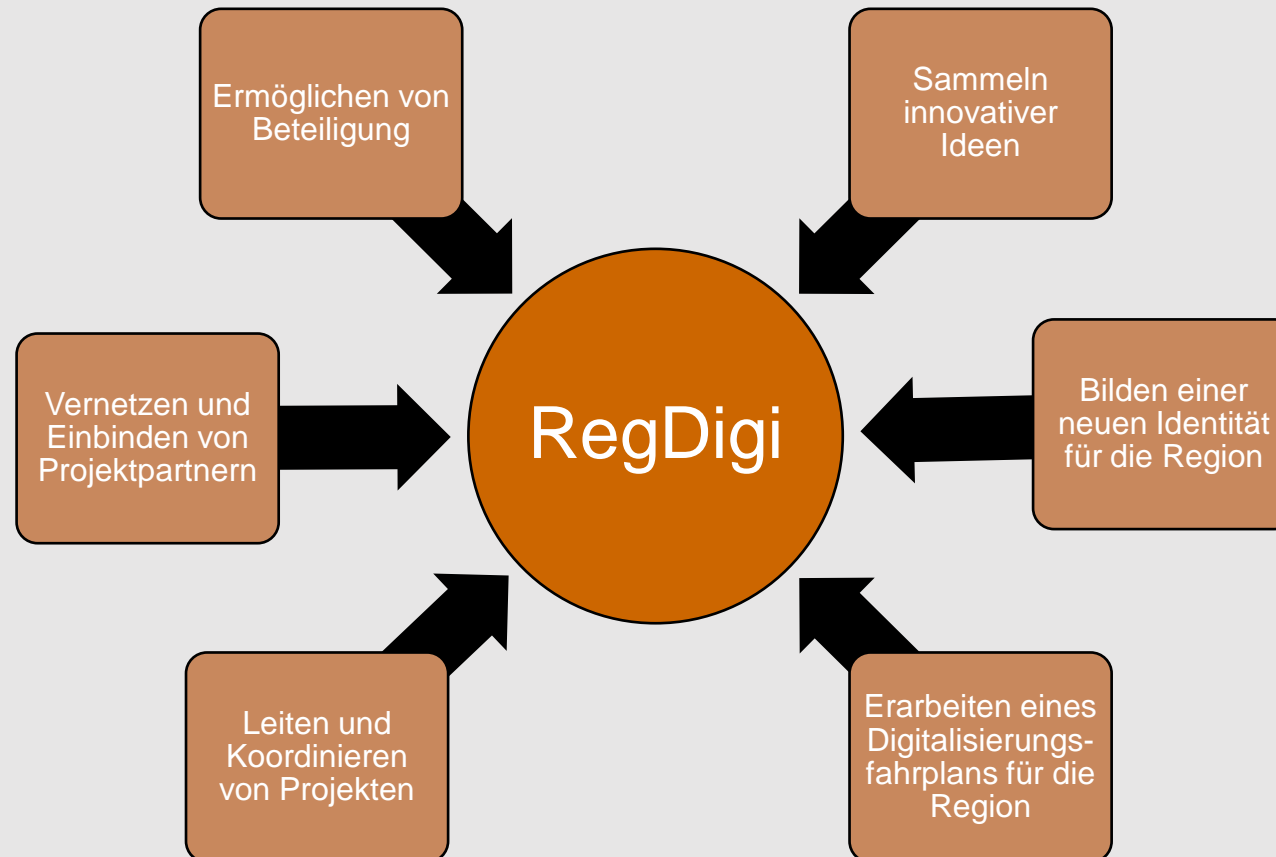 Ermöglichen von
Beteiligung
Sammeln
innovativer
Ideen
Vernetzen und
Einbinden von
Projektpartnern
RegDigi
Bilden einer
neuen Identität
für die Region
Leiten und
Koordinieren
von Projekten
Erarbeiten eines
Digitalisierungs-
fahrplans für die
Region